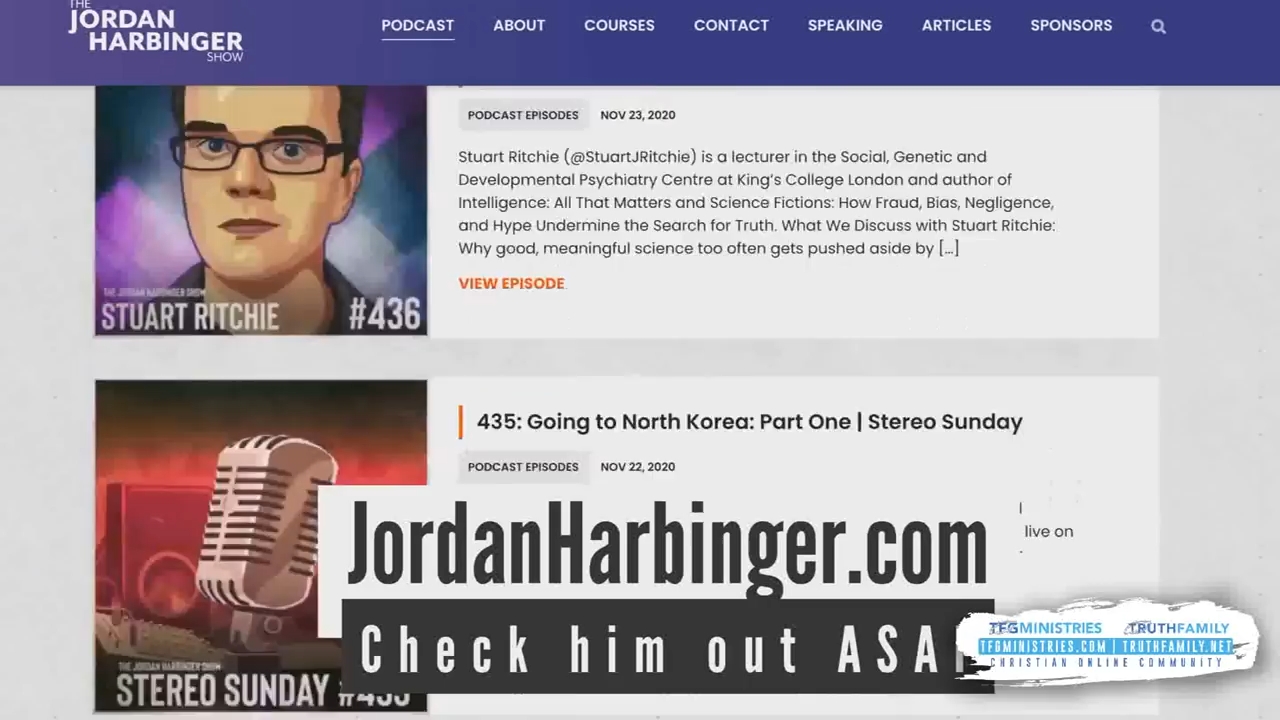 THE
JORDAN
HARBINGER
SHOW
PODCAST ABOUT COURSES CONTACT SPEAKING ARTICLES SPONSORS
PODCAST EPISODES NOV 23, 2020
Stuart Ritchie (@StuartJRitchie) is a lecturer in the Social, Genetic and
Developmental Psychiatry Centre at King's College London and author of
Intelligence: All That Matters and Science Fictions: How Fraud, Bias, Negligence,
and Hype Undermine the Search for Truth. What We Discuss with Stuart Ritchie:
Why good, meaningful science too often gets pushed aside by [...]
VIEW EPISODE
THE JORDAN HARBINGER SHOW
STUART RITCHIE #436
435: Going to North Korea: Part One | Stereo Sunday
PODCAST EPISODES NOV 22, 2020
live on
JordanHarbinger.com
Check him out
THE JORDAN HARBINGER SHOW
STEREO SUNDAY
TFGMINISTRIES TRUTHFAMILY
TFGMINISTRIES.COM | TRUTHFAMILY.NET
CHRISTIAN ONLINE COMMUNITY